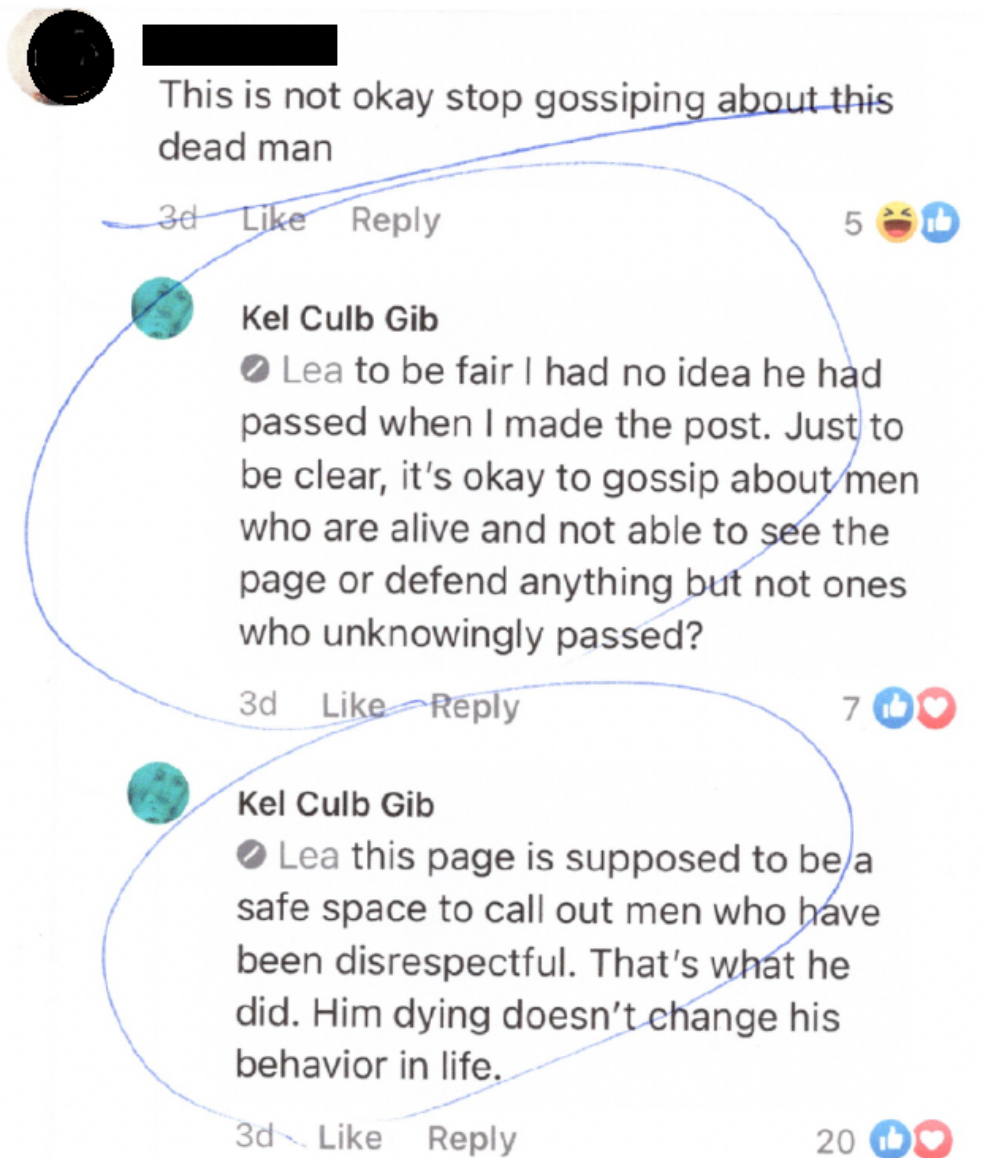 This is not okay stop gossiping about this
dead man
3d Like Reply 5
Kel Culb Gib
Lea to be fair I had no idea he had
passed when I made the post. Just to
be clear, it's okay to gossip about men
who are alive and not able to see the
page or defend anything but not ones
who unknowingly passed?
3d Like Reply 7
Kel Culb Gib
Lea this page is supposed to be a
safe space to call out men who have
been disrespectful. That's what he
did. Him dying doesn't change his
behavior in life.
3d Like Reply 20